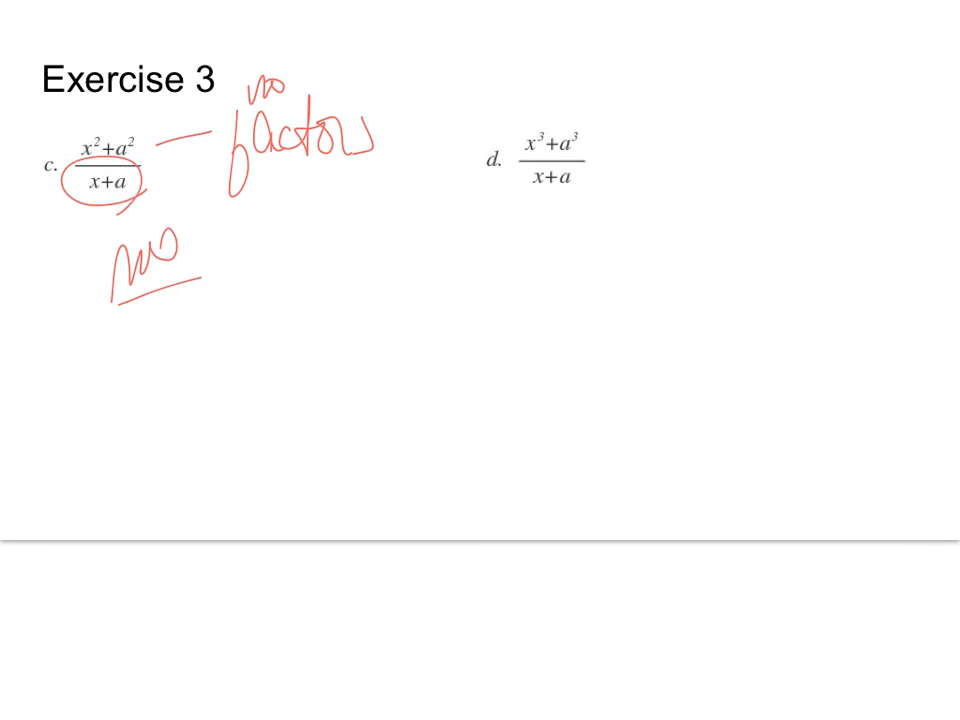 Exercise 3
no
factors
c. x²+a²
x+a
no
d. x³+a³
x+a